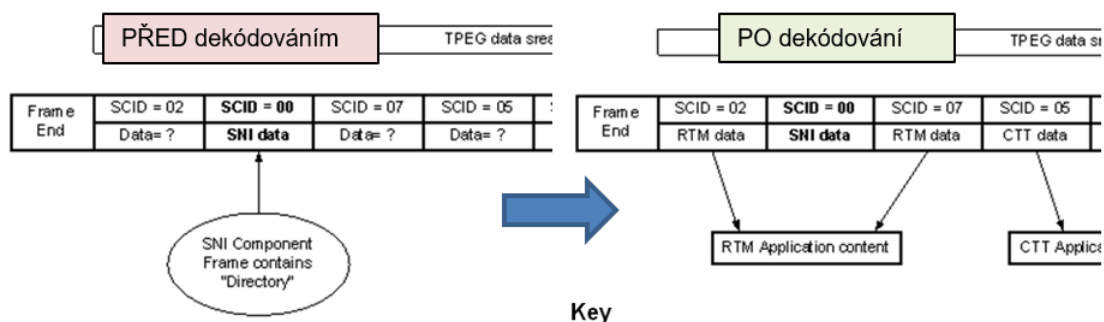 PŘED dekódováním
TPEG data srea
PO dekódování
TPEG data sr
Frame End
SCID = 02
SCID = 00
SCID = 07
SCID = 05
Data= ?
SNI data
Data= ?
Data= ?
SNI Component
Frame contains
"Directory"
Frame End
SCID = 02
SCID = 00
SCID = 07
SCID = 05
RTM data
SNI data
RTM data
CTT data
RTM Application content
CTT Applica
Key